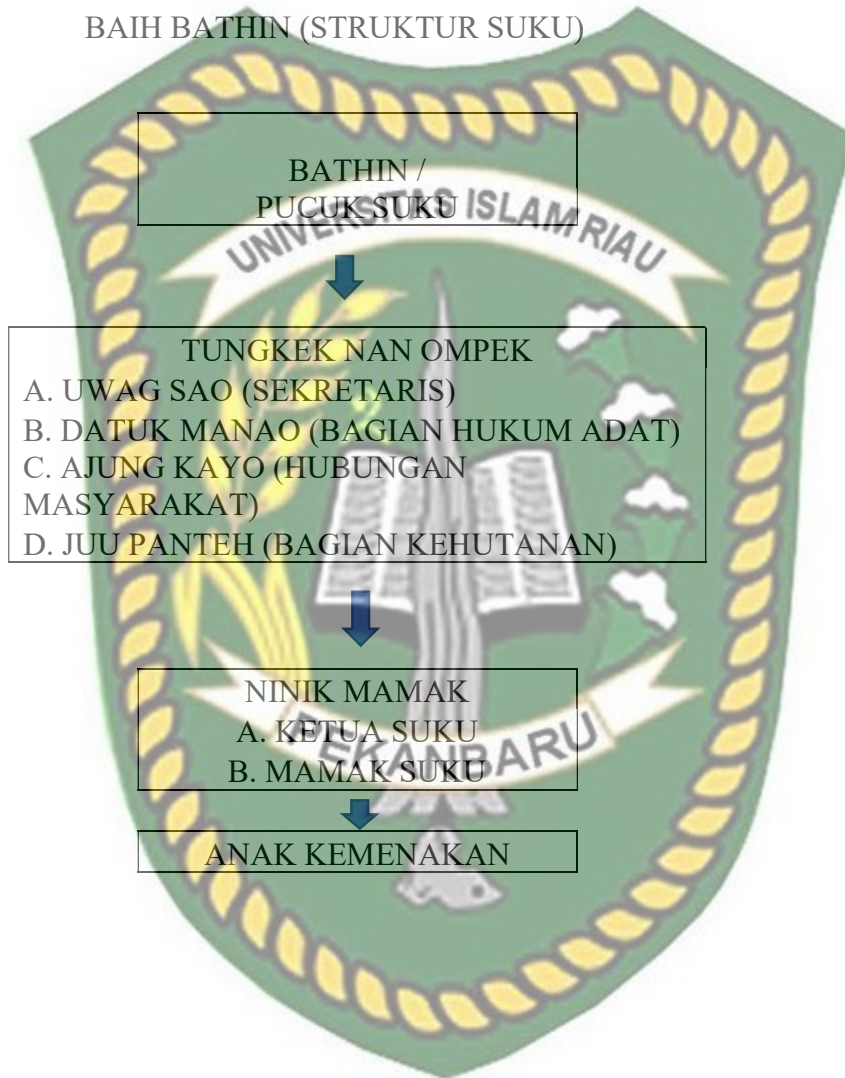 BAIH BATHIN (STRUKTUR SUKU)
BATHIN /
PUCUK SUKU
UNIVERSITAS ISLAM RIAU
TUNGKEK NAN OMPEK
A. UWAG SAO (SEKRETARIS)
B. DATUK MANAO (BAGIAN HUKUM ADAT)
C. AJUNG KAYO (HUBUNGAN
MASYARAKAT)
D. JUU PANTEH (BAGIAN KEHUTANAN)
NINIK MAMAK
A. KETUA SUKU
B. MAMAK SUKU
PEKANBARU
ANAK KEMENAKAN